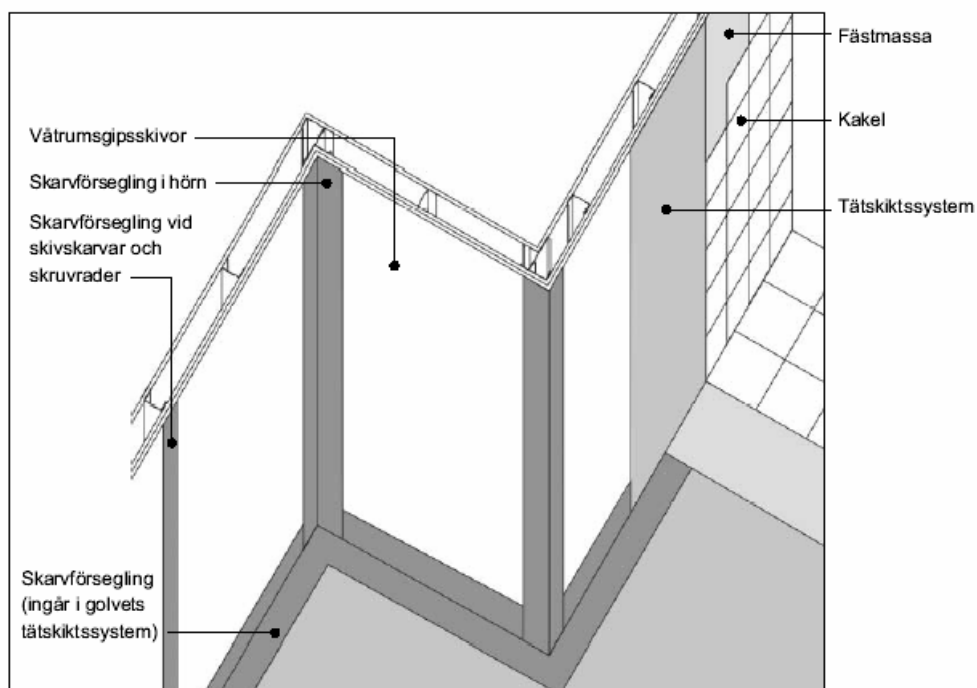 Våtrumsgipsskivor
Skarvförsegling i hörn
Skarvförsegling vid
skivskarvar och
skruvrader
Skarvförsegling
(ingår i golvets
tätskiktssystem)
Fästmassa
Kakel
Tätskiktssystem